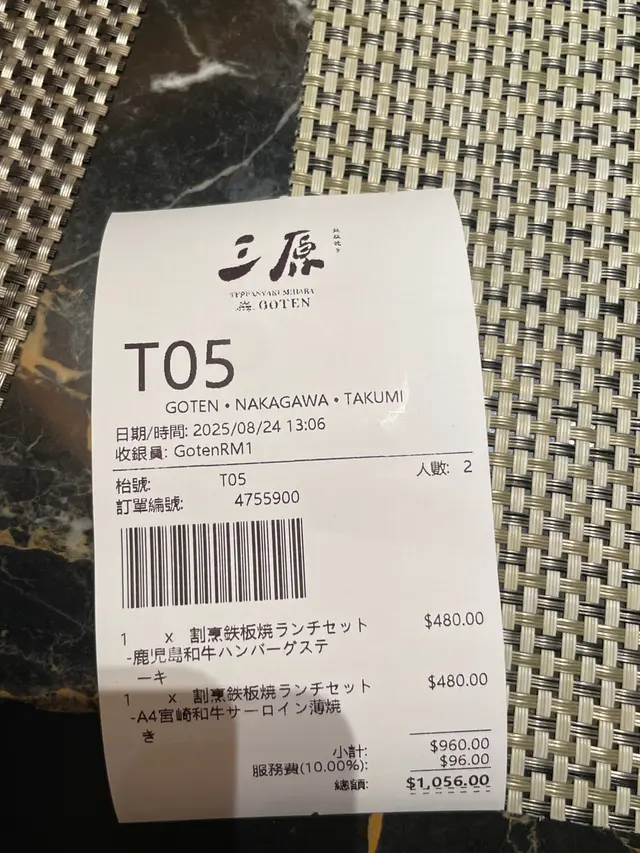 三原
TEPPANYAKI MIHARA
GOTEN
T05
GOTEN • NAKAGAWA • TAKUMI
日期/時間: 2025/08/24 13:06
收銀員: GotenRM1
枱號: T05 人數: 2
訂單編號: 4755900
1 x 割烹鉄板焼ランチセット $480.00
-鹿児島和牛ハンバーグステ
ーキ
1 x 割烹鉄板焼ランチセット $480.00
-A4宮崎和牛サーロイン薄焼
き
小計: $960.00
服務費(10.00%): $96.00
總額: $1,056.00